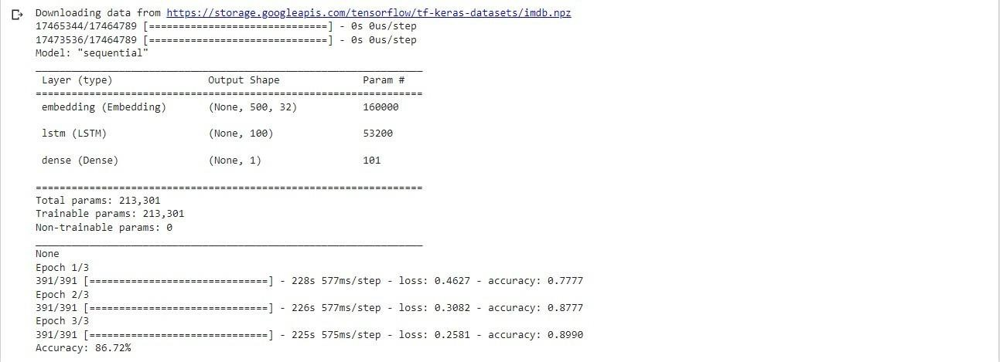 Downloading data from https://storage.googleapis.com/tensorflow/tf-keras-datasets/imdb.npz
17465344/17464789 [==============================] - 0s 0us/step
17473536/17464789 [==============================] - 0s 0us/step
Model: "sequential"
_________________________________________________________________
Layer (type) Output Shape Param #
=================================================================
embedding (Embedding) (None, 500, 32) 160000
lstm (LSTM) (None, 100) 53200
dense (Dense) (None, 1) 101
=================================================================
Total params: 213,301
Trainable params: 213,301
Non-trainable params: 0
_________________________________________________________________
None
Epoch 1/3
391/391 [==============================] - 228s 577ms/step - loss: 0.4627 - accuracy: 0.7777
Epoch 2/3
391/391 [==============================] - 226s 577ms/step - loss: 0.3082 - accuracy: 0.8777
Epoch 3/3
391/391 [==============================] - 225s 575ms/step - loss: 0.2581 - accuracy: 0.8990
Accuracy: 86.72%